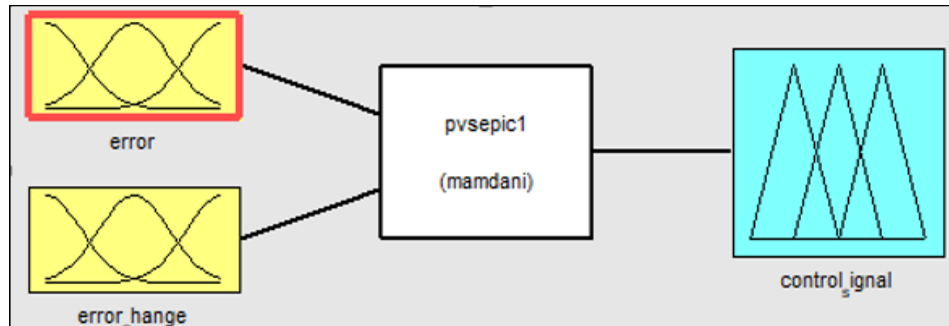 error
pvsepic1
(mamdani)
control_signal
error_hange